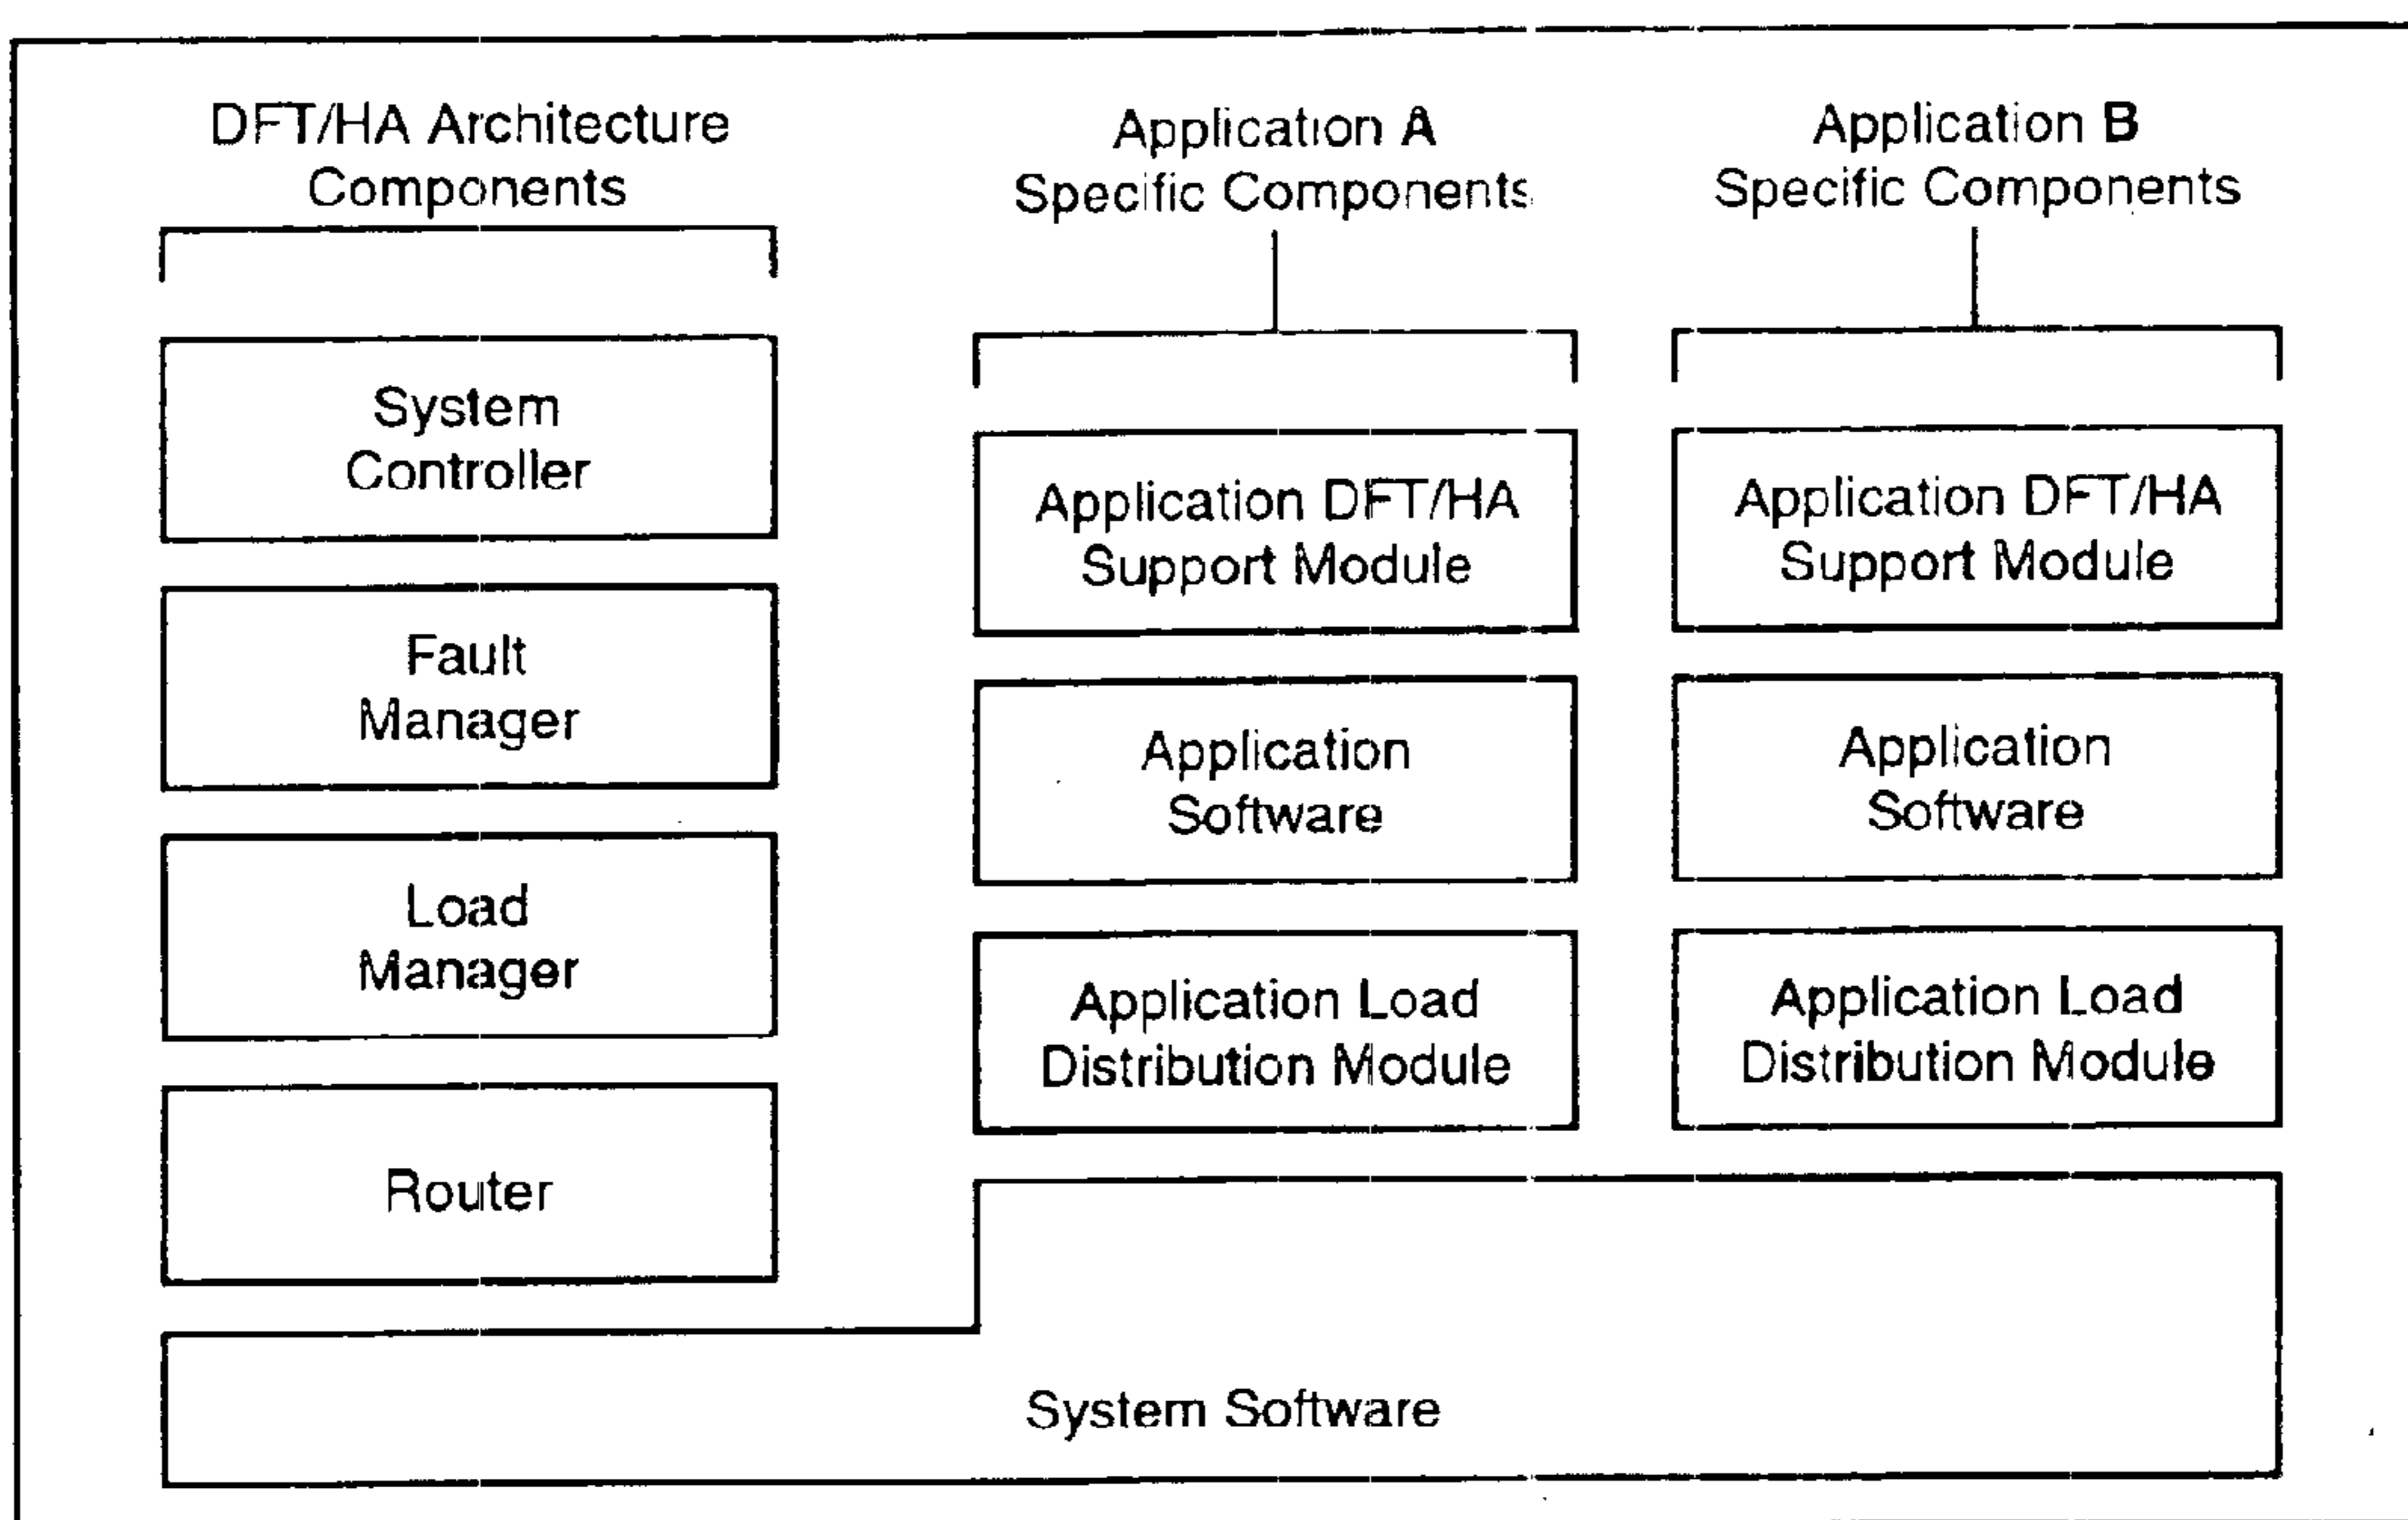 DFT/HA Architecture
Components
Application A
Specific Components
Application B
Specific Components
System
Controller
Fault
Manager
Load
Manager
Router
Application DFT/HA
Support Module
Application
Software
Application Load
Distribution Module
Application DFT/HA
Support Module
Application
Software
Application Load
Distribution Module
System Software